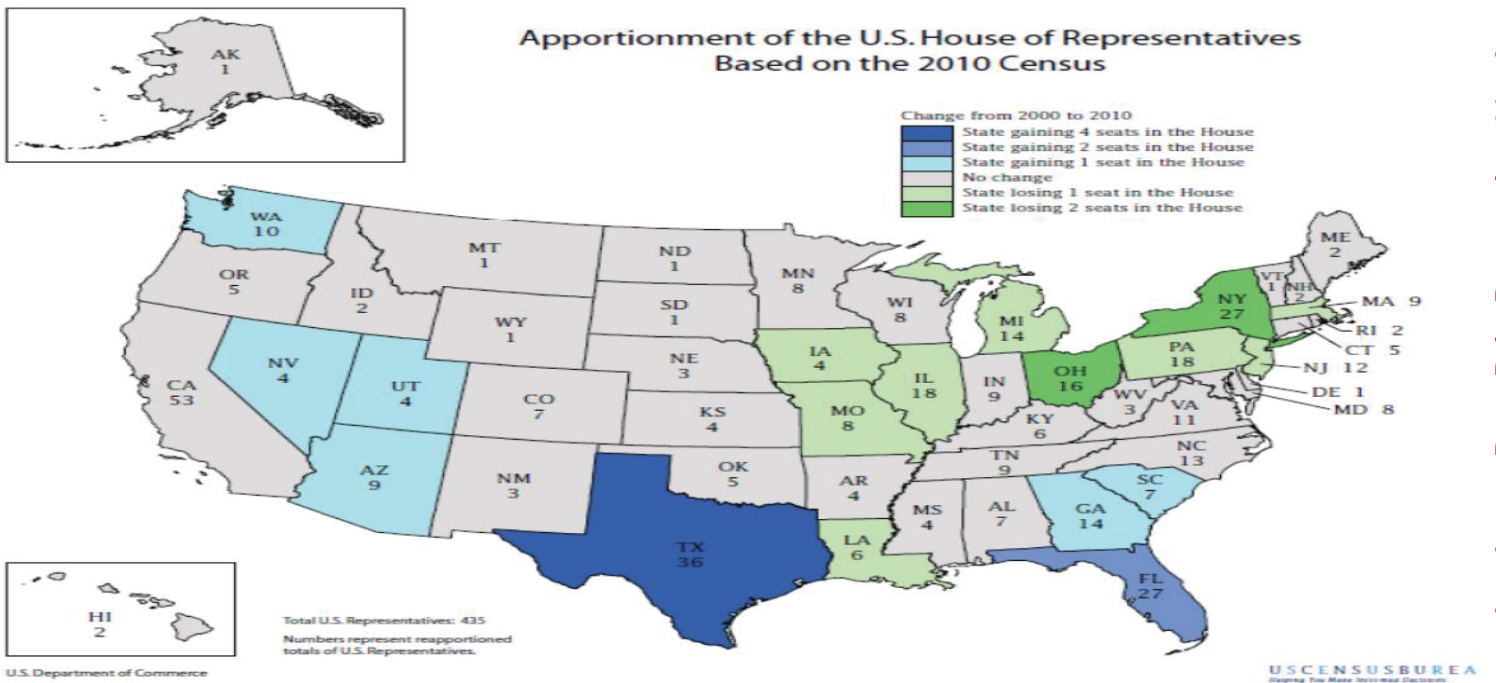 Apportionment of the U.S. House of Representatives
Based on the 2010 Census
Change from 2000 to 2010
State gaining 4 seats in the House
State gaining 2 seats in the House
State gaining 1 seat in the House
No change
State losing 1 seat in the House
State losing 2 seats in the House
AK
1
WA
10
OR
5
ID
2
MT
1
ND
1
MN
8
WI
8
MI
14
ME
2
VT
1
NH
2
NY
27
MA 9
RI 2
CT 5
NJ 12
DE 1
MD 8
PA
18
SD
1
WY
1
NE
3
IA
4
IL
18
IN
9
OH
16
WV
3
VA
11
NV
4
UT
4
CA
53
CO
7
KS
4
MO
8
KY
6
NC
13
TN
9
SC
7
AZ
9
NM
3
OK
5
AR
4
MS
4
AL
7
GA
14
TX
36
LA
6
FL
27
HI
2
Total U.S. Representatives: 435
Numbers represent reapportioned
totals of U.S. Representatives.
U.S. Department of Commerce
USCENSUSBUREA
Helping You Make Informed Decisions